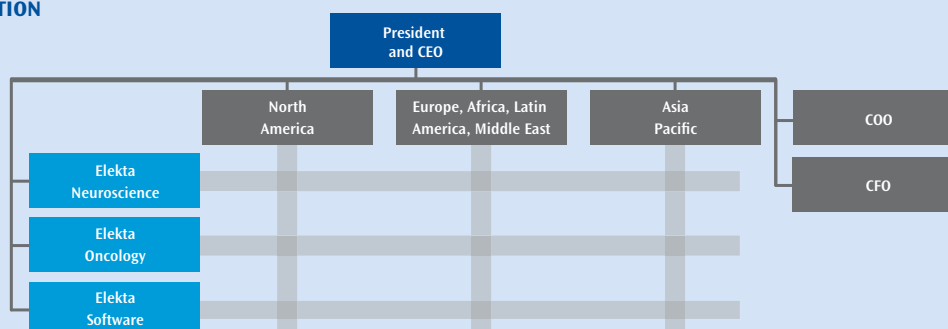 TION
President
and CEO
North
America
Europe, Africa, Latin
America, Middle East
Asia
Pacific
COO
CFO
Elekta
Neuroscience
Elekta
Oncology
Elekta
Software